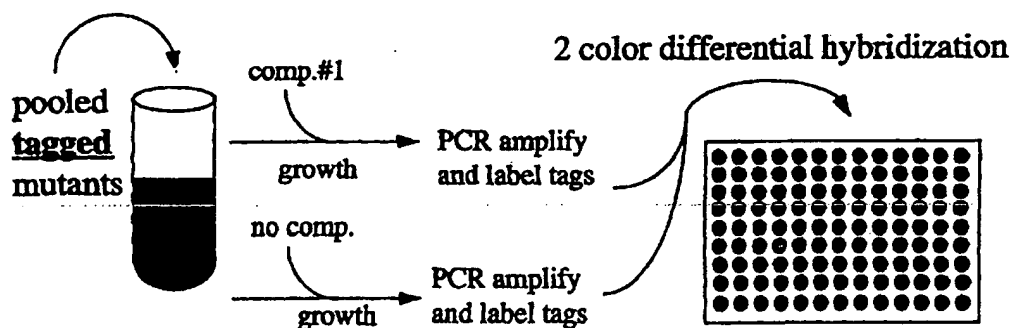 2 color differential hybridization
pooled
tagged
mutants
comp.#1
growth
PCR amplify
and label tags
no comp.
growth
PCR amplify
and label tags